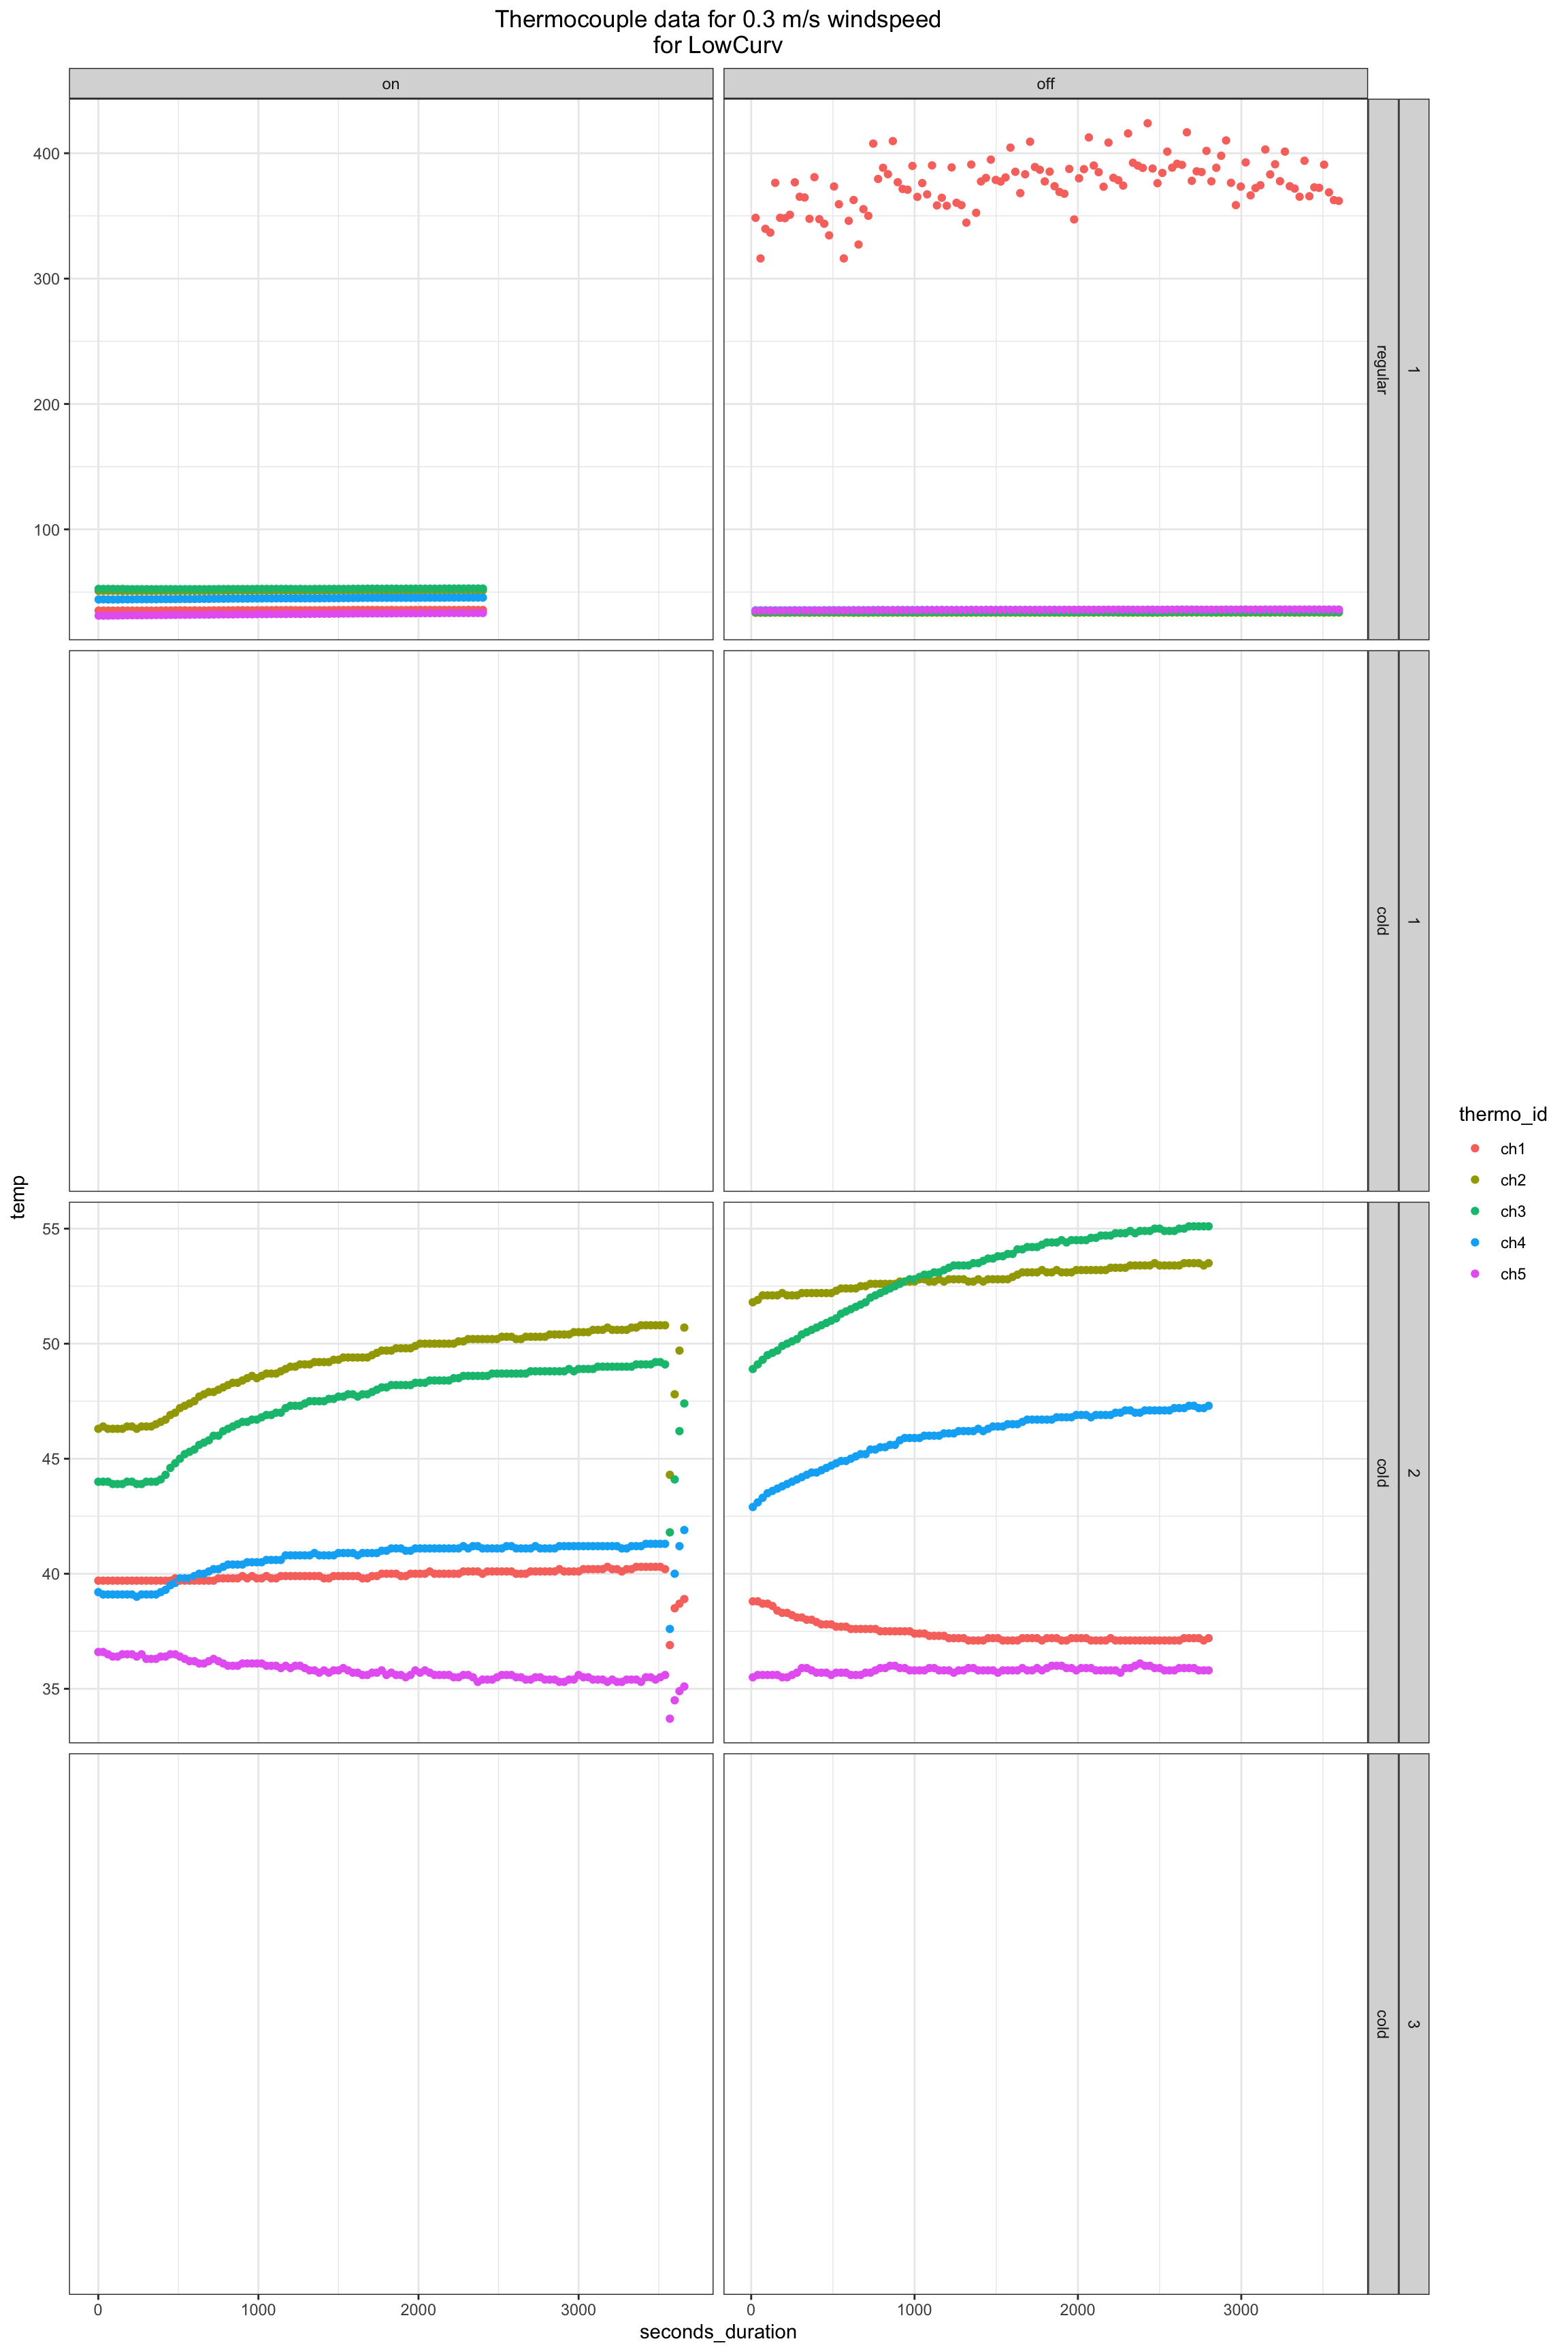 Thermocouple data for 0.3 m/s windspeed
for LowCurv
on
off
400
300
200
100
regular
1
cold
1
temp
55
50
45
40
35
cold
2
cold
3
0
1000
2000
3000
0
1000
2000
3000
seconds_duration
thermo_id
ch1
ch2
ch3
ch4
ch5